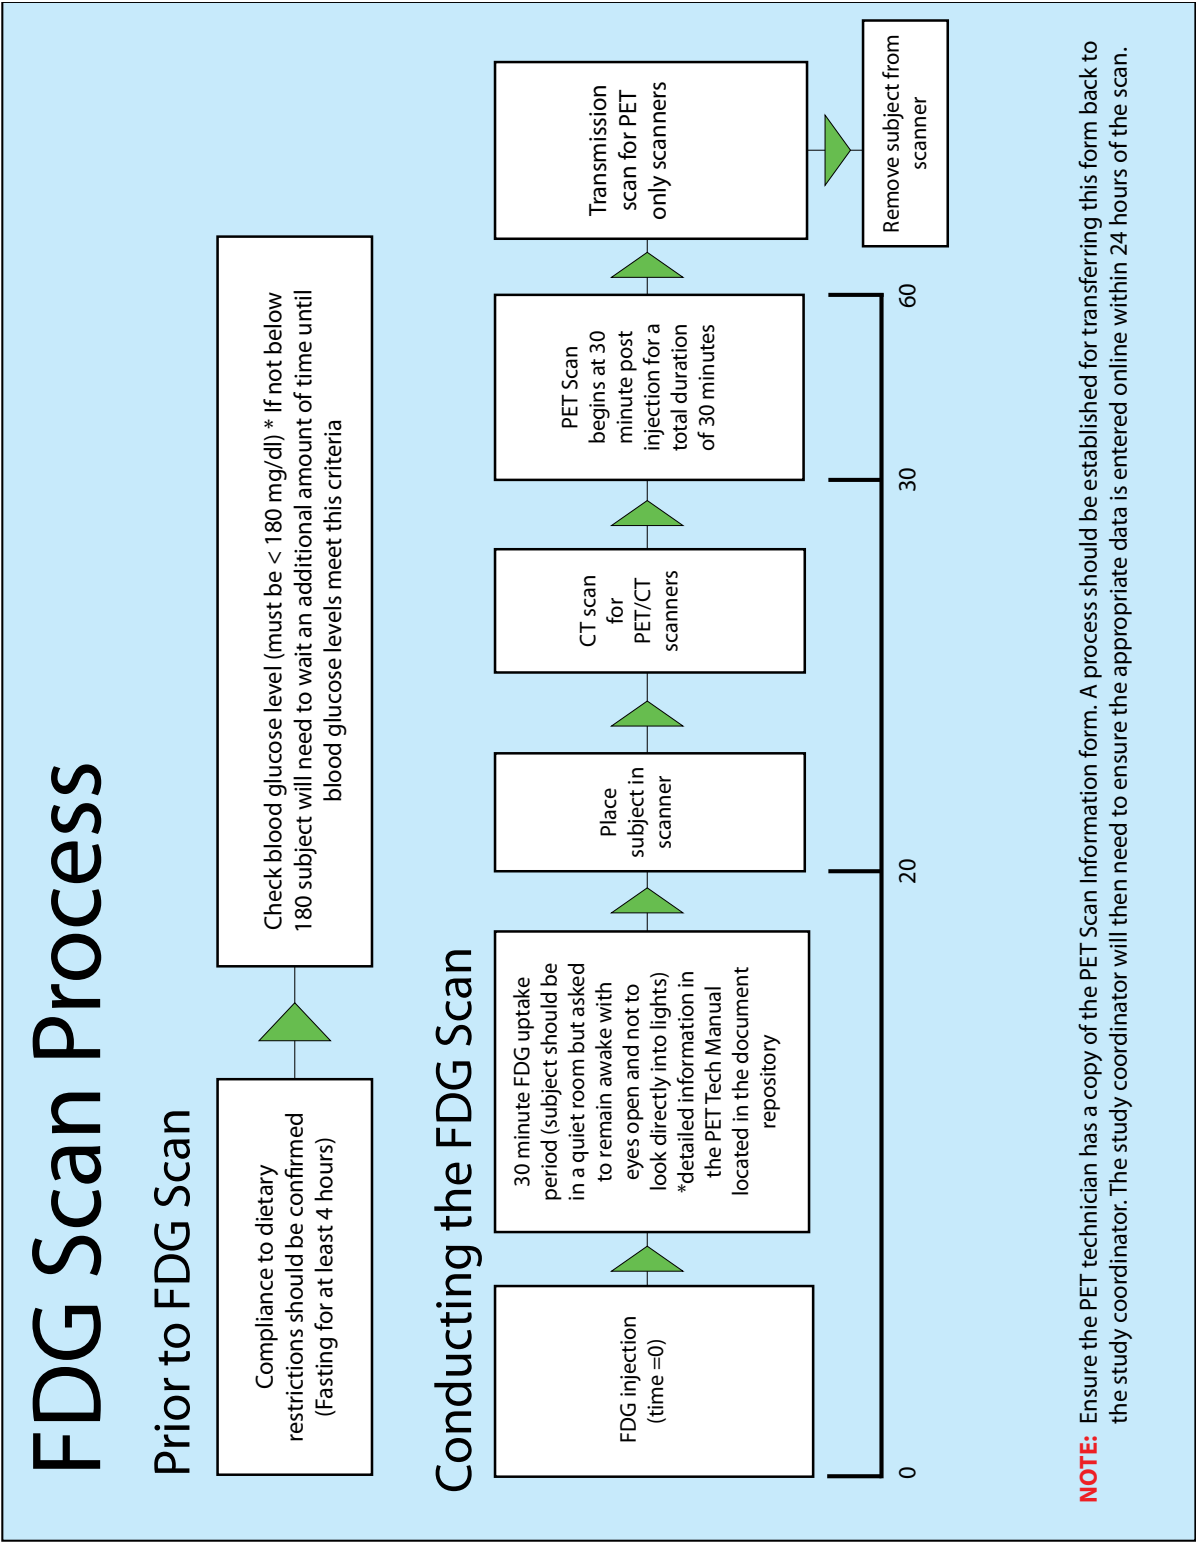 FDG Scan Process
Prior to FDG Scan
Compliance to dietary
restrictions should be confirmed
(Fasting for at least 4 hours)
Check blood glucose level (must be < 180 mg/dl) * If not below
180 subject will need to wait an additional amount of time until
blood glucose levels meet this criteria
Conducting the FDG Scan
FDG injection
(time =0)
30 minute FDG uptake
period (subject should be
in a quiet room but asked
to remain awake with
eyes open and not to
look directly into lights)
*detailed information in
the PET Tech Manual
located in the document
repository
Place
subject in
scanner
CT scan
for
PET/CT
scanners
PET Scan
begins at 30
minute post
injection for a
total duration
of 30 minutes
Transmission
scan for PET
only scanners
Remove subject from
scanner
0
20
30
60
NOTE: Ensure the PET technician has a copy of the PET Scan Information form. A process should be established for transferring this form back to
the study coordinator. The study coordinator will then need to ensure the appropriate data is entered online within 24 hours of the scan.